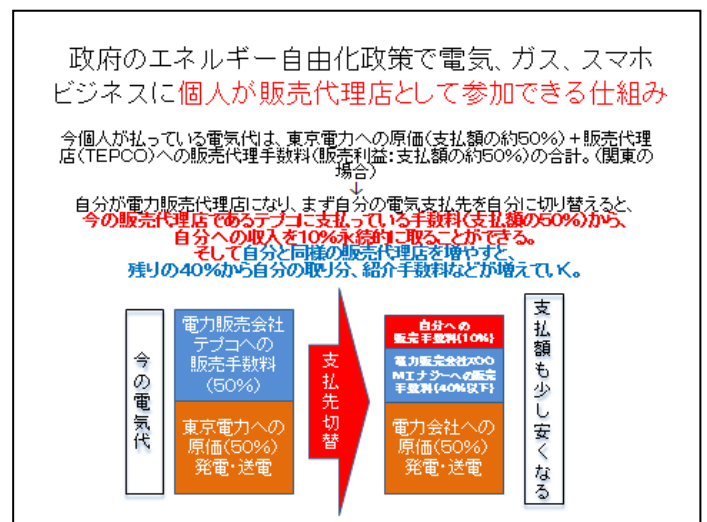 政府のエネルギー自由化政策で電気、ガス、スマホ
ビジネスに個人が販売代理店として参加できる仕組み
今個人が払っている電気代は、東京電力への原価(支払額の約50%)+販売代理
店(TEPCO)への販売代理手数料(販売利益:支払額の約50%)の合計。(関東の
場合)
↓
自分が電力販売代理店になり、まず自分の電気支払先を自分に切り替えると、
今の販売代理店であるテプコに支払っている手数料(支払額の50%)から、
自分への収入を10%永続的に取ることができる。
そして自分と同様の販売代理店を増やすと、
残りの40%から自分の取り分、紹介手数料などが増えていく。
今の電気代
電力販売会社
テプコへの
販売手数料
(50%)
東京電力への
原価(50%)
発電・送電
支払先切替
自分への
販売手数料(10%)
電力販売会社XOO
Mエナジーへの販売
手数料(40%以下)
電力会社への
原価(50%)
発電・送電
支払額も少し安くなる